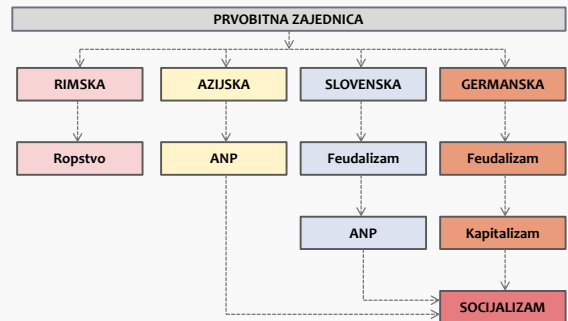 PRVOBITNA ZAJEDNICA
RIMSKA
AZIJSKA
SLOVENSKA
GERMANSKA
Ropstvo
ANP
Feudalizam
Feudalizam
ANP
Kapitalizam
SOCIJALIZAM